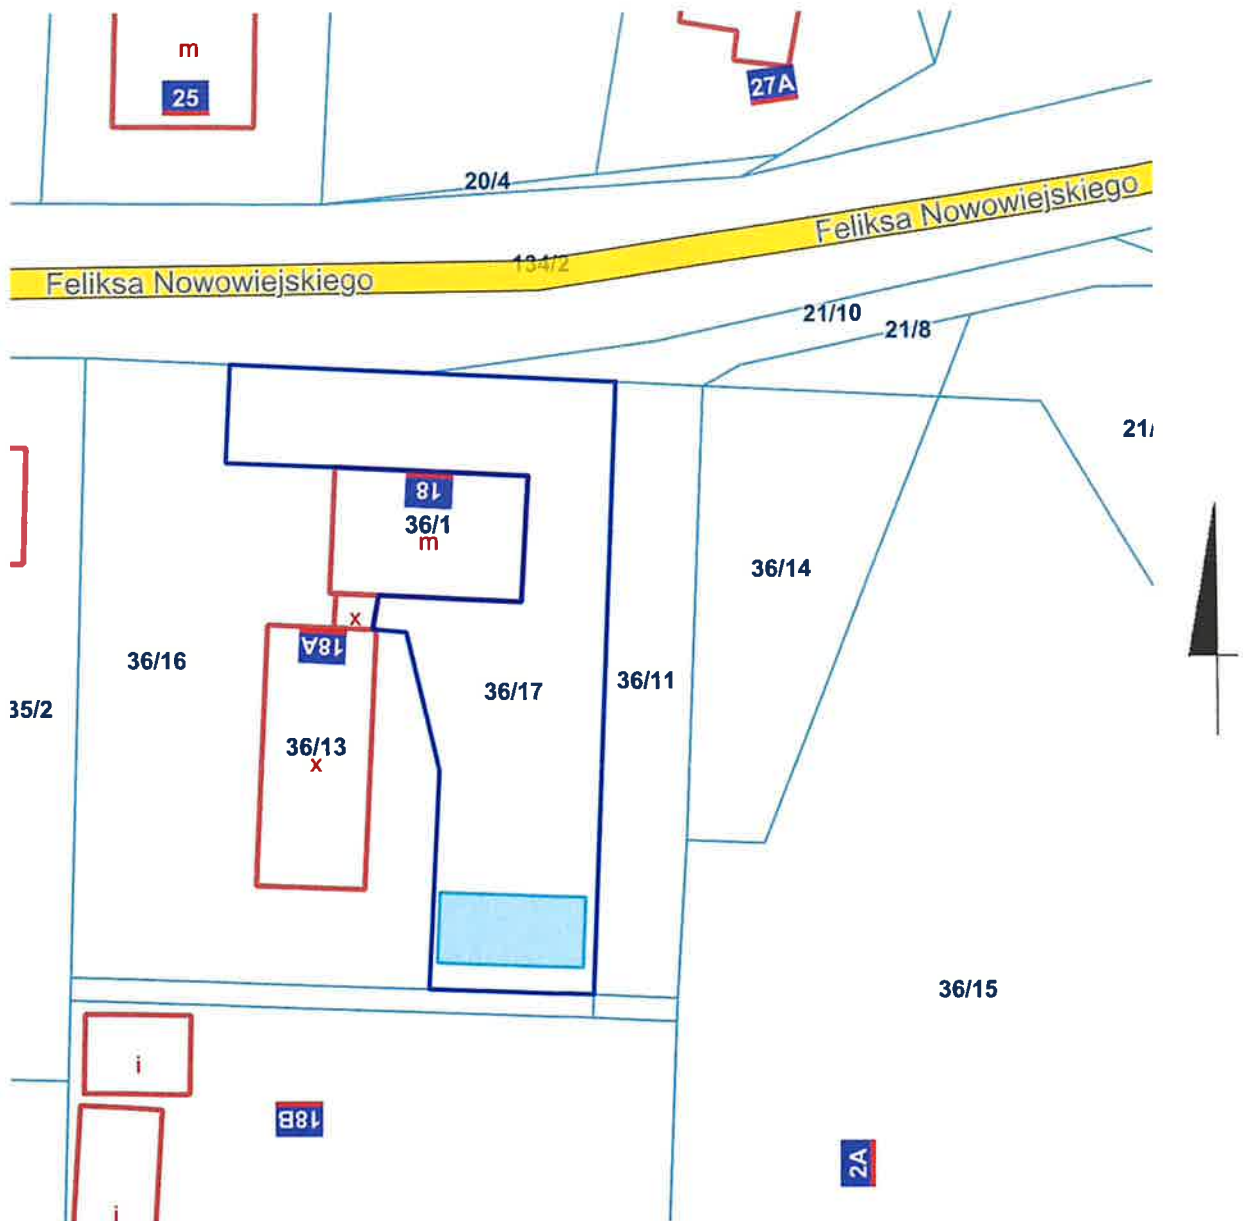 m
25
27A
20/4
Feliksa Nowowiejskiego
134/2
Feliksa Nowowiejskiego
21/10
21/8
21/
18
36/1
m
36/14
x
18A
36/16
36/17
36/11
35/2
36/13
x
36/15
i
18B
2A
i